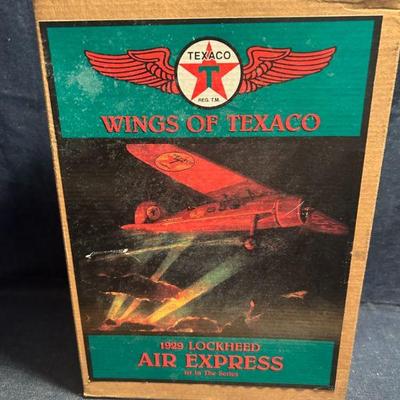 TEXACO
T
REG. T.M.
WINGS OF TEXACO
1929 LOCKHEED
AIR EXPRESS
1st In The Series